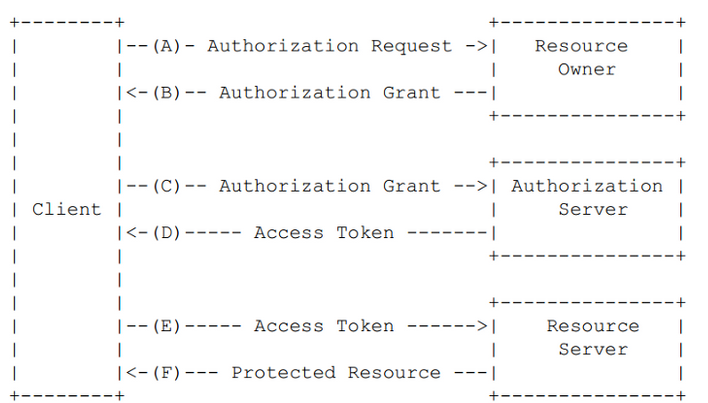 +--------+                               +---------------+
|        |--(A)- Authorization Request ->|   Resource    |
|        |                               |     Owner     |
|        |<-(B)-- Authorization Grant ---|               |
|        |                               +---------------+
|        |
|        |                               +---------------+
|        |--(C)-- Authorization Grant -->| Authorization |
| Client |                               |     Server    |
|        |<-(D)----- Access Token -------|               |
|        |                               +---------------+
|        |
|        |                               +---------------+
|        |--(E)----- Access Token ------>|    Resource   |
|        |                               |     Server    |
|        |<-(F)--- Protected Resource ---|               |
+--------+                               +---------------+